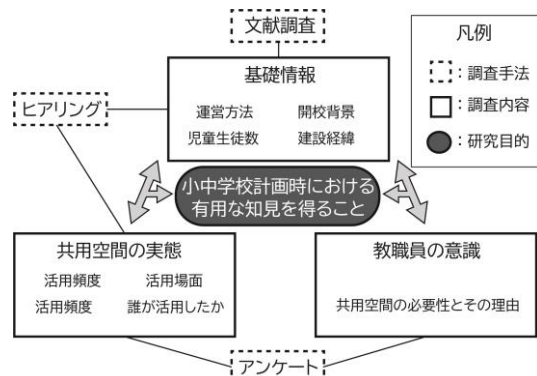 文献調査
凡例
：調査手法
：調査内容
：研究目的
基礎情報
運営方法 開校背景
児童生徒数 建設経緯
ヒアリング
小中学校計画時における
有用な知見を得ること
共用空間の実態
活用頻度 活用場面
活用頻度 誰が活用したか
教職員の意識
共用空間の必要性とその理由
アンケート